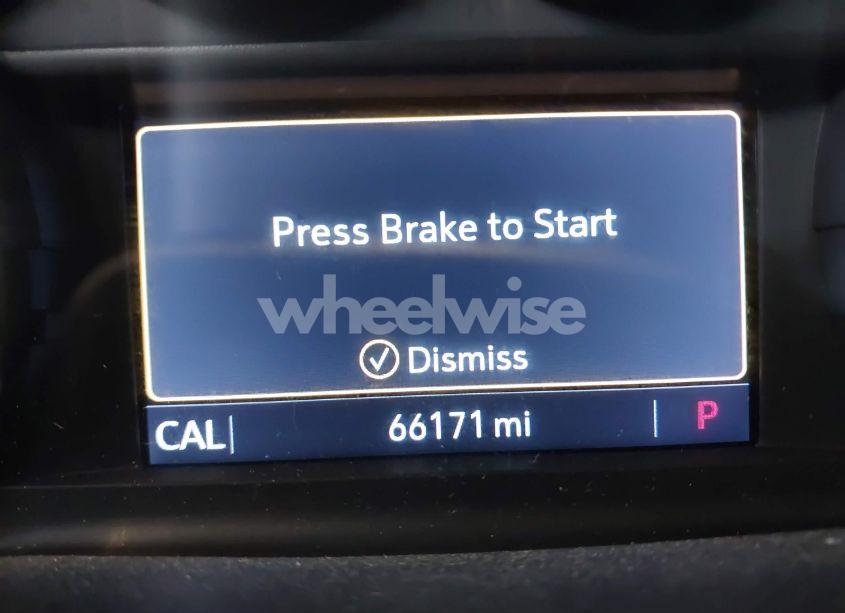 Press Brake to Start
wheelwise
Dismiss
CAL 66171 mi P